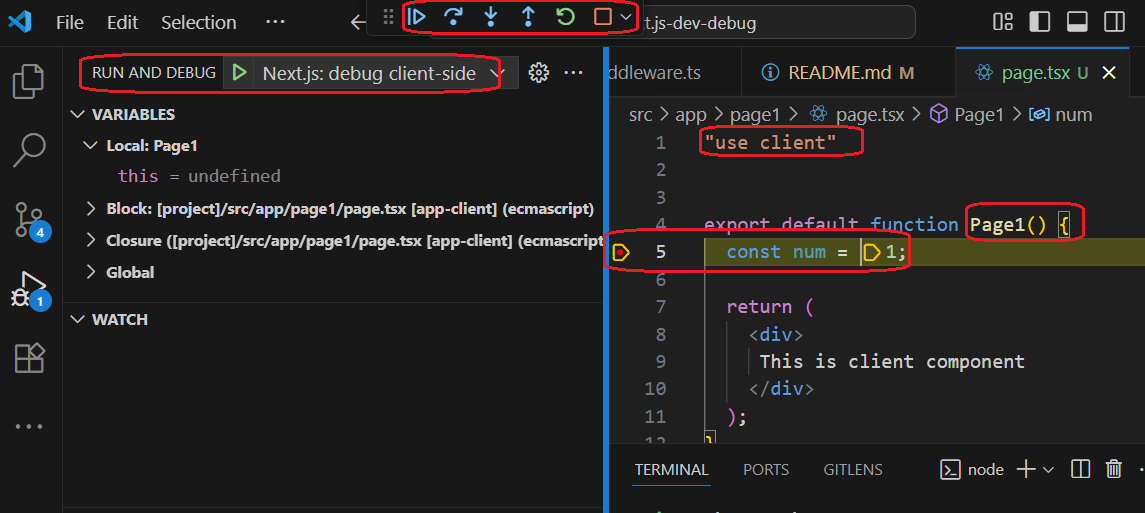 File Edit Selection ··· t.js-dev-debug
RUN AND DEBUG Next.js: debug client-side ···
VARIABLES
Local: Page1
this = undefined
Block: [project]/src/app/page1/page.tsx [app-client] (ecmascript)
Closure ([project]/src/app/page1/page.tsx [app-client] (ecmascript
Global
WATCH
4
1
ddleware.ts README.md M page.tsx U
src > app > page1 > page.tsx > Page1 > num
1 "use client"
2
3
4 export default function Page1() {
5 const num = 1;
6
7 return (
8 <div>
9 This is client component
10 </div>
11 );
12 }
TERMINAL PORTS GITLENS node